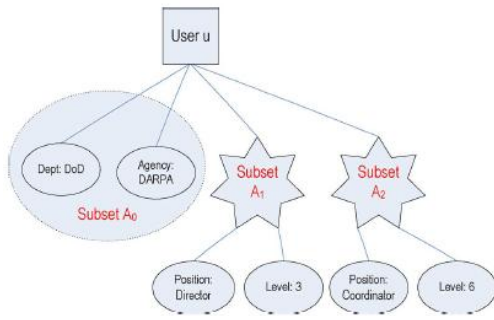 User u
Dept: DoD
Agency:
DARPA
Subset A0
Subset
A1
Subset
A2
Position:
Director
Level: 3
Position:
Coordinator
Level: 6